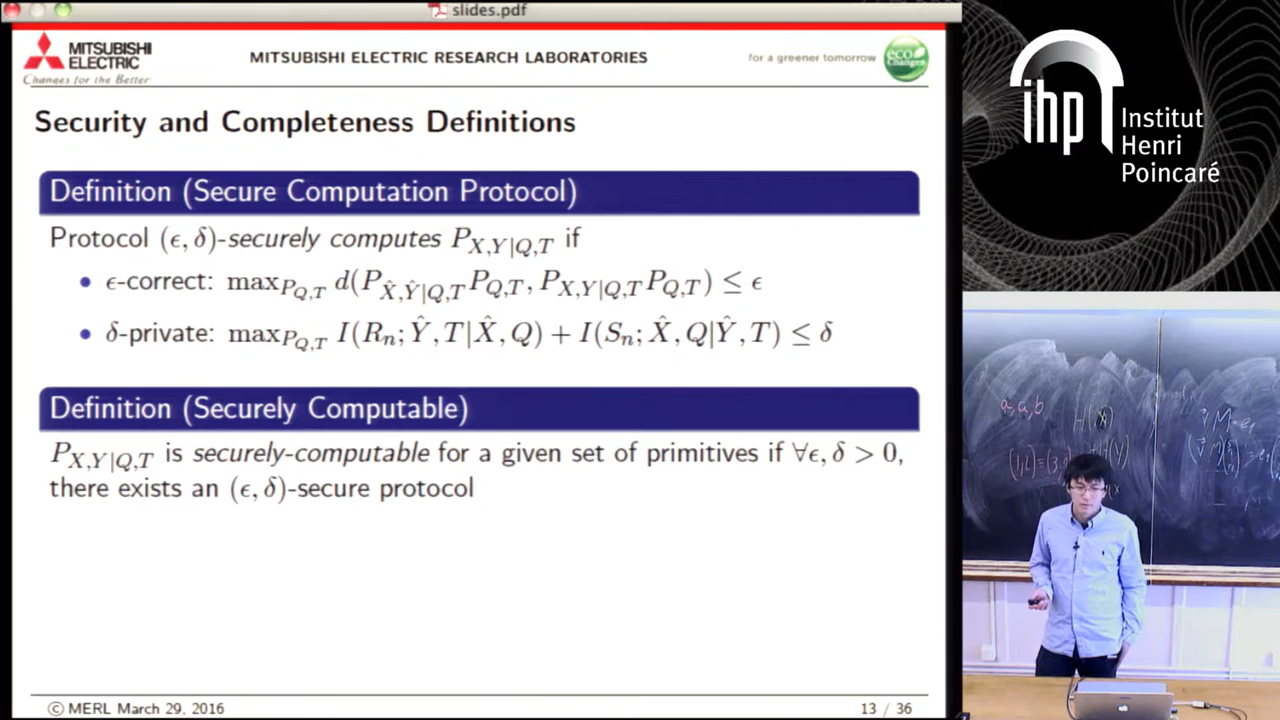 slides.pdf
MITSUBISHI
ELECTRIC
Changes for the Better
MITSUBISHI ELECTRIC RESEARCH LABORATORIES
for a greener tomorrow
eco
Changes
Security and Completeness Definitions
Definition (Secure Computation Protocol)
Protocol (ϵ, δ)-securely computes P_{X,Y|Q,T} if
• ϵ-correct: max_{P_{Q,T}} d(P_{X̂,Ŷ|Q,T}P_{Q,T}, P_{X,Y|Q,T}P_{Q,T}) ≤ ϵ
• δ-private: max_{P_{Q,T}} I(R_n; Ŷ, T|X̂, Q) + I(S_n; X̂, Q|Ŷ, T) ≤ δ
Definition (Securely Computable)
P_{X,Y|Q,T} is securely-computable for a given set of primitives if ∀ϵ, δ > 0,
there exists an (ϵ, δ)-secure protocol
© MERL March 29, 2016
13 / 36
ihp
Institut
Henri
Poincaré
a, a, b